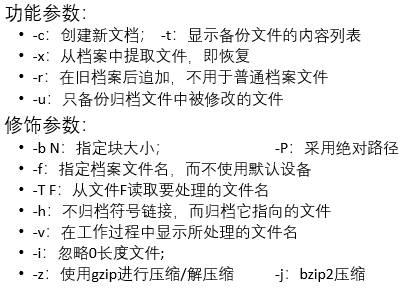 功能参数：
• -c：创建新文档； -t：显示备份文件的内容列表
• -x：从档案中提取文件，即恢复
• -r：在旧档案后追加，不用于普通档案文件
• -u：只备份归档文件中被修改的文件
修饰参数：
• -b N：指定块大小； -P：采用绝对路径
• -f：指定档案文件名，而不使用默认设备
• -T F：从文件F读取要处理的文件名
• -h：不归档符号链接，而归档它指向的文件
• -v：在工作过程中显示所处理的文件名
• -i：忽略0长度文件;
• -z：使用gzip进行压缩/解压缩 -j：bzip2压缩